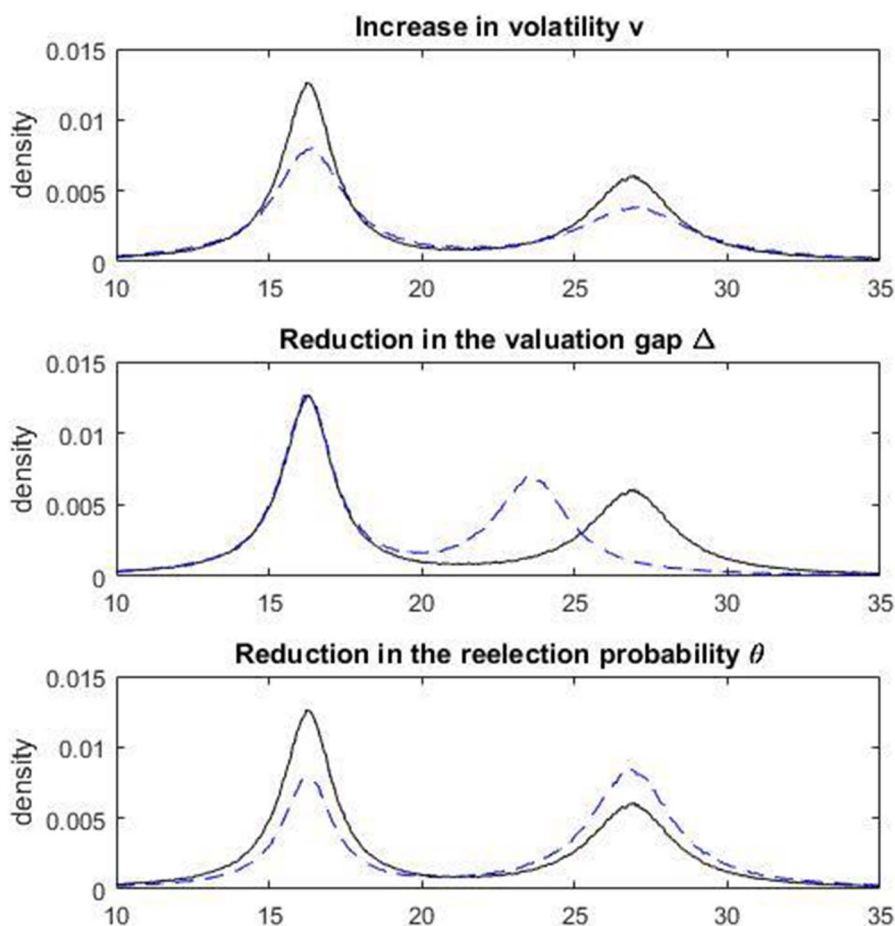 Increase in volatility v
0.015
0.01
0.005
0
density
10 15 20 25 30 35
Reduction in the valuation gap Δ
0.015
0.01
0.005
0
density
10 15 20 25 30 35
Reduction in the reelection probability θ
0.015
0.01
0.005
0
density
10 15 20 25 30 35